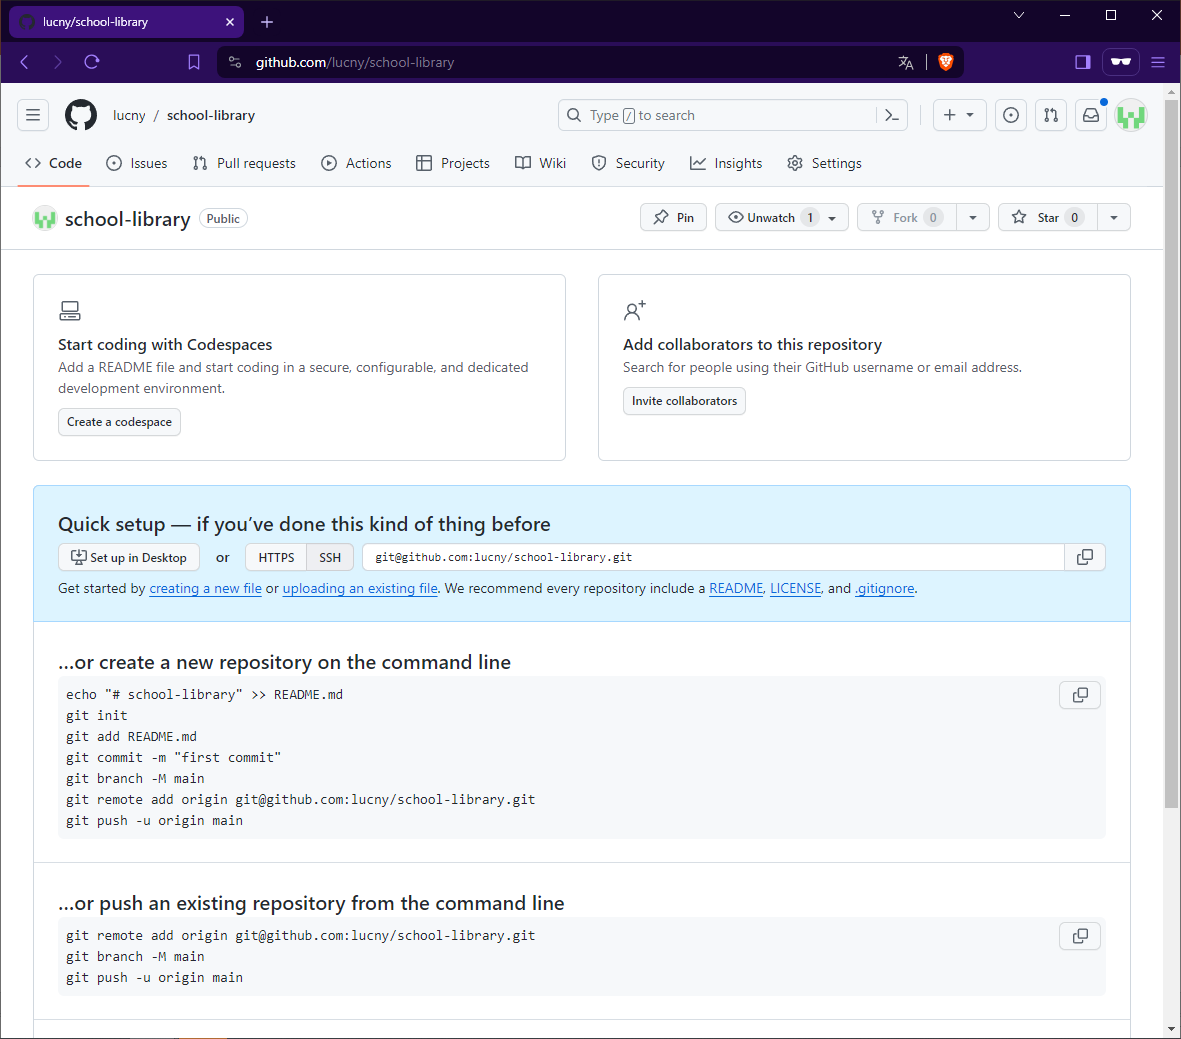 lucny/school-library
github.com/lucny/school-library
lucny / school-library
Type / to search
Code
Issues
Pull requests
Actions
Projects
Wiki
Security
Insights
Settings
school-library
Public
Pin
Unwatch 1
Fork 0
Star 0
Start coding with Codespaces
Add a README file and start coding in a secure, configurable, and dedicated
development environment.
Create a codespace
Add collaborators to this repository
Search for people using their GitHub username or email address.
Invite collaborators
Quick setup — if you’ve done this kind of thing before
Set up in Desktop or HTTPS SSH git@github.com:lucny/school-library.git
Get started by creating a new file or uploading an existing file. We recommend every repository include a README, LICENSE, and .gitignore.
…or create a new repository on the command line
echo "# school-library" >> README.md
git init
git add README.md
git commit -m "first commit"
git branch -M main
git remote add origin git@github.com:lucny/school-library.git
git push -u origin main
…or push an existing repository from the command line
git remote add origin git@github.com:lucny/school-library.git
git branch -M main
git push -u origin main